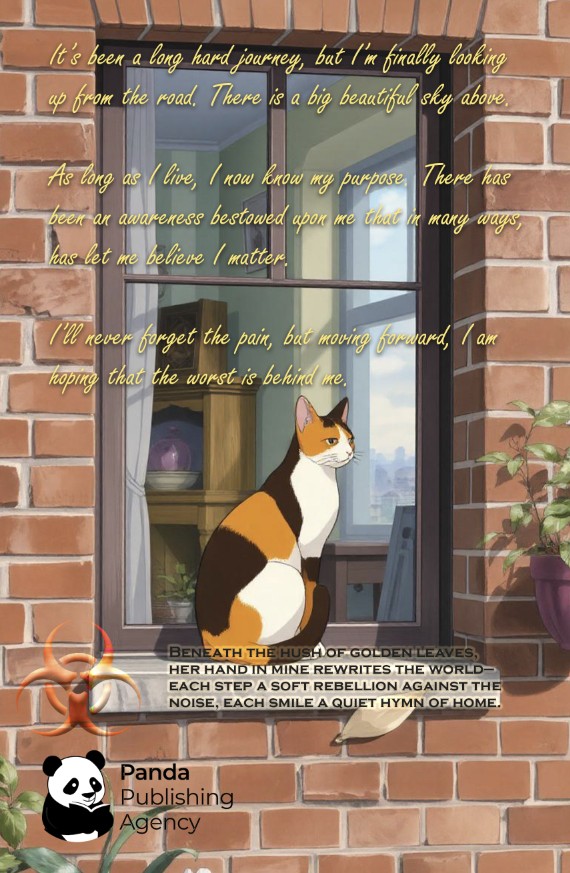 It's been a long hard journey, but I'm finally looking
up from the road. There is a big beautiful sky above.
As long as I live, I now know my purpose. There has
been an awareness bestowed upon me that in many ways,
has let me believe I matter.
I'll never forget the pain, but moving forward, I am
hoping that the worst is behind me.
Beneath the hush of golden leaves,
her hand in mine rewrites the world—
each step a soft rebellion against the
noise, each smile a quiet hymn of home.
Panda
Publishing
Agency